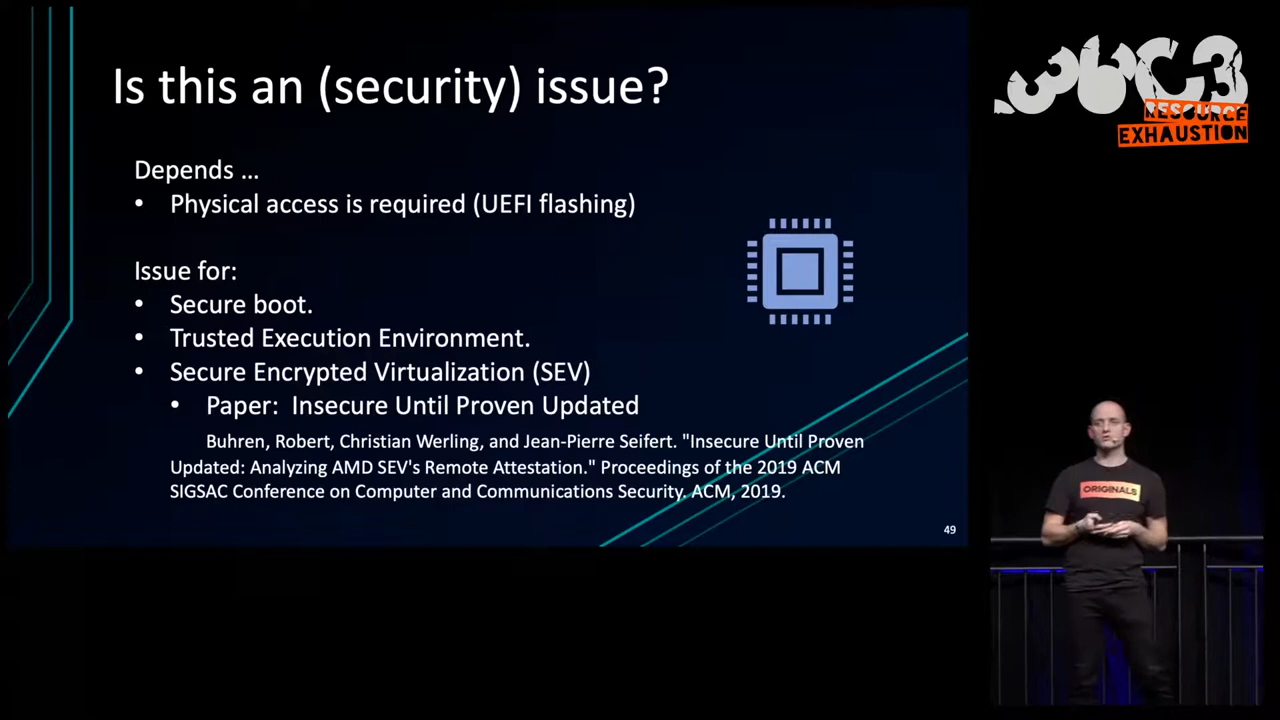 Is this an (security) issue?
Depends ...
• Physical access is required (UEFI flashing)
Issue for:
• Secure boot.
• Trusted Execution Environment.
• Secure Encrypted Virtualization (SEV)
• Paper: Insecure Until Proven Updated
Buhren, Robert, Christian Werling, and Jean-Pierre Seifert. "Insecure Until Proven
Updated: Analyzing AMD SEV's Remote Attestation." Proceedings of the 2019 ACM
SIGSAC Conference on Computer and Communications Security. ACM, 2019.
49
36C3
RESOURCE
EXHAUSTION
ORIGINALS